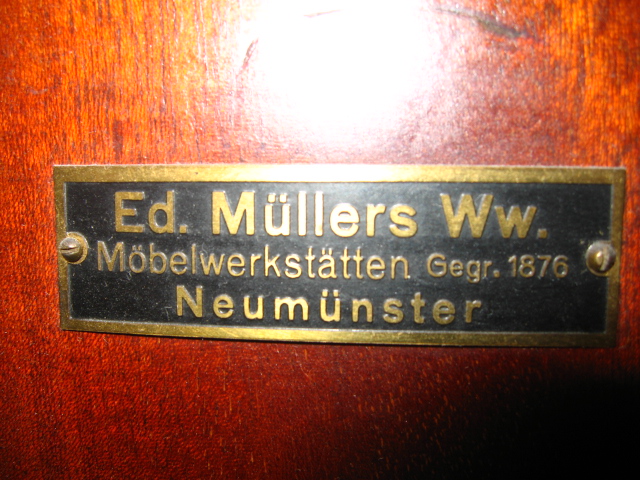 Ed. Müllers Ww.
Möbelwerkstätten Gegr. 1876
Neumünster